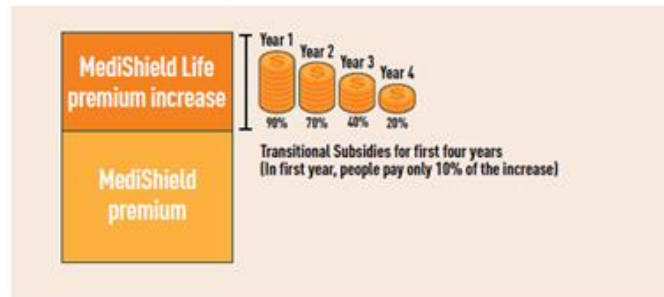 MediShield Life
premium increase
MediShield
premium
Year 1
Year 2
Year 3
Year 4
90%
70%
40%
20%
Transitional Subsidies for first four years
(In first year, people pay only 10% of the increase)